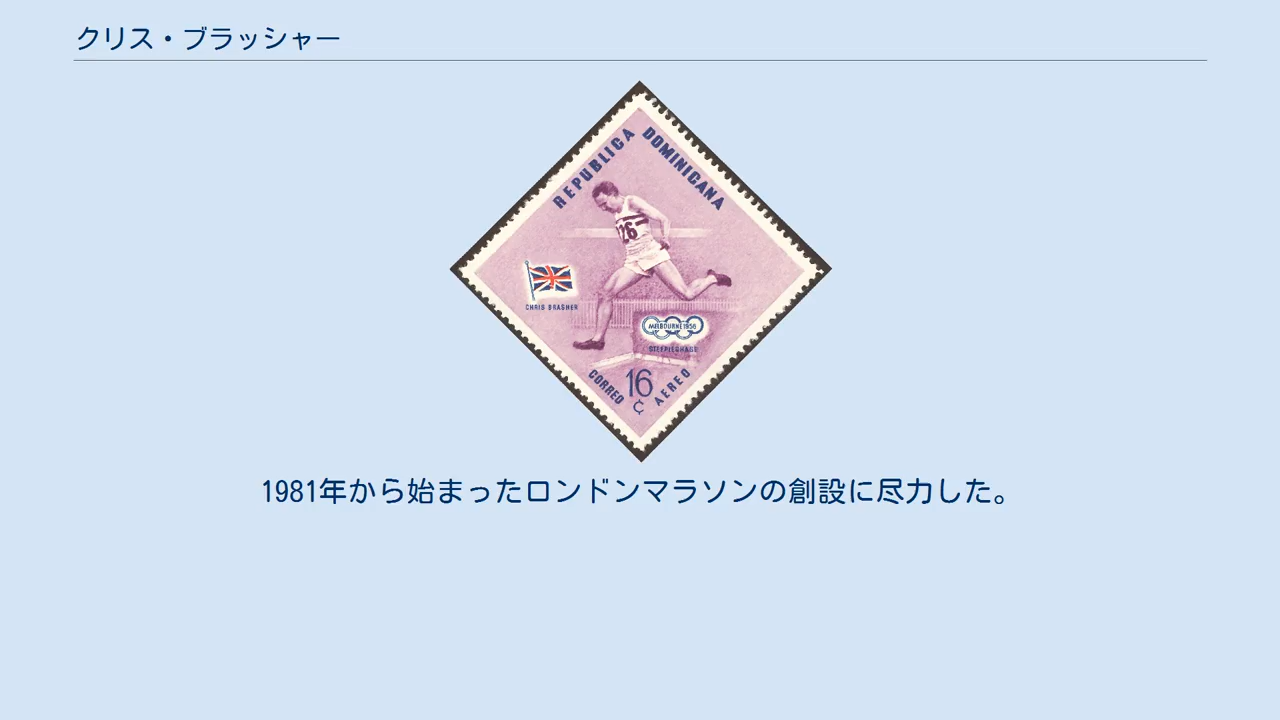 クリス・ブラッシャー
REPUBLICA DOMINICANA
126
CHRIS BRASHER
MELBOURNE 1956
STEEPLECHASE
CORREO 16 AEREO
¢
1981年から始まったロンドンマラソンの創設に尽力した。